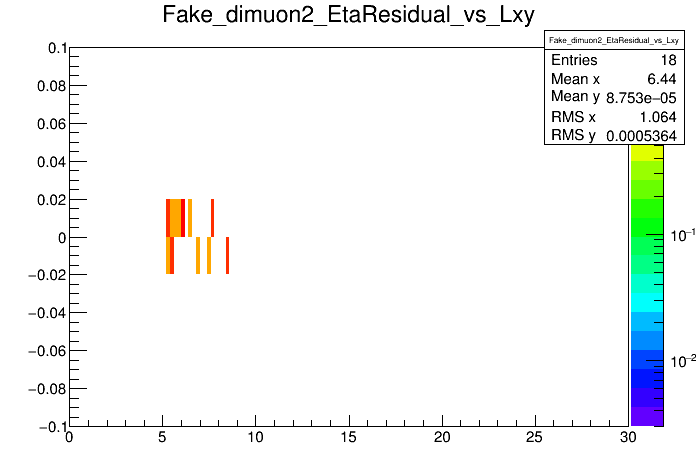 Fake_dimuon2_EtaResidual_vs_Lxy
Fake_dimuon2_EtaResidual_vs_Lxy
Entries 18
Mean x 6.44
Mean y 8.753e−05
RMS x 1.064
RMS y 0.0005364
0.1
0.08
0.06
0.04
0.02
0
−0.02
−0.04
−0.06
−0.08
−0.1
0 5 10 15 20 25 30
10⁻¹
10⁻²